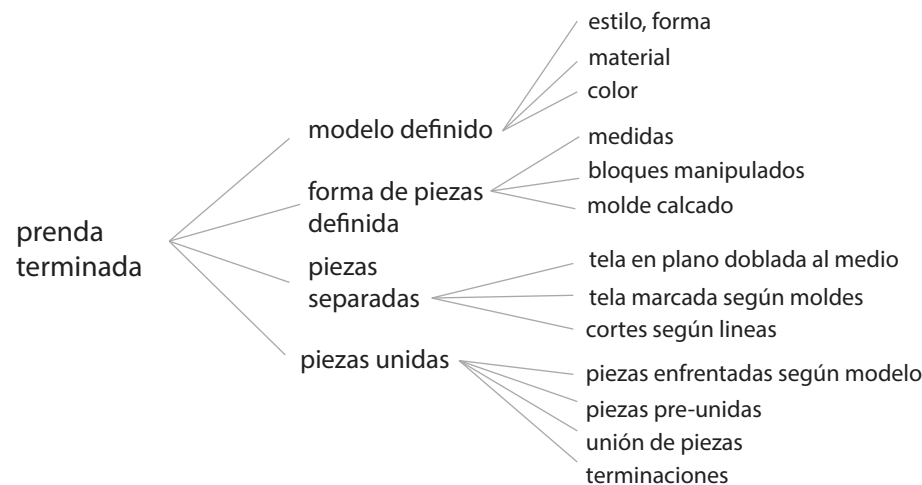 prenda
terminada
modelo definido
estilo, forma
material
color
forma de piezas
definida
medidas
bloques manipulados
molde calcado
piezas
separadas
tela en plano doblada al medio
tela marcada según moldes
cortes según lineas
piezas unidas
piezas enfrentadas según modelo
piezas pre-unidas
unión de piezas
terminaciones